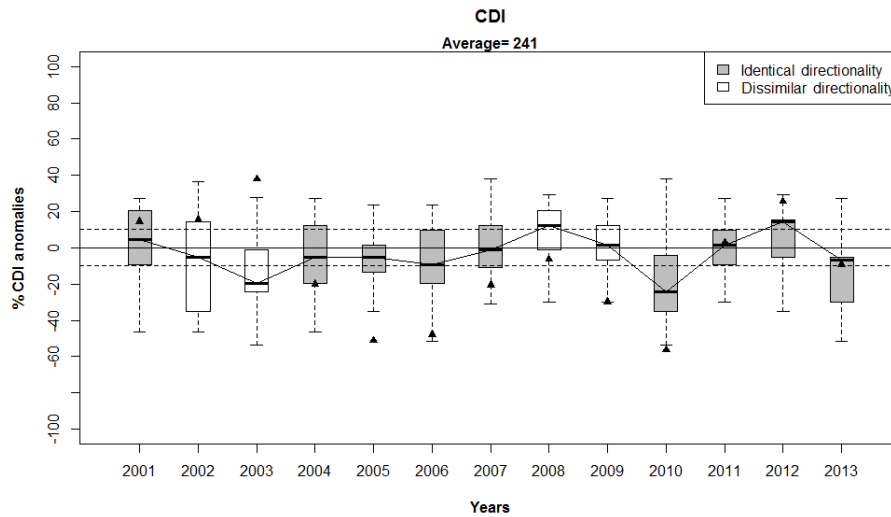 CDI
Average= 241
Identical directionality
Dissimilar directionality
%CDI anomalies
100
80
60
40
20
0
-20
-40
-60
-100
2001 2002 2003 2004 2005 2006 2007 2008 2009 2010 2011 2012 2013
Years